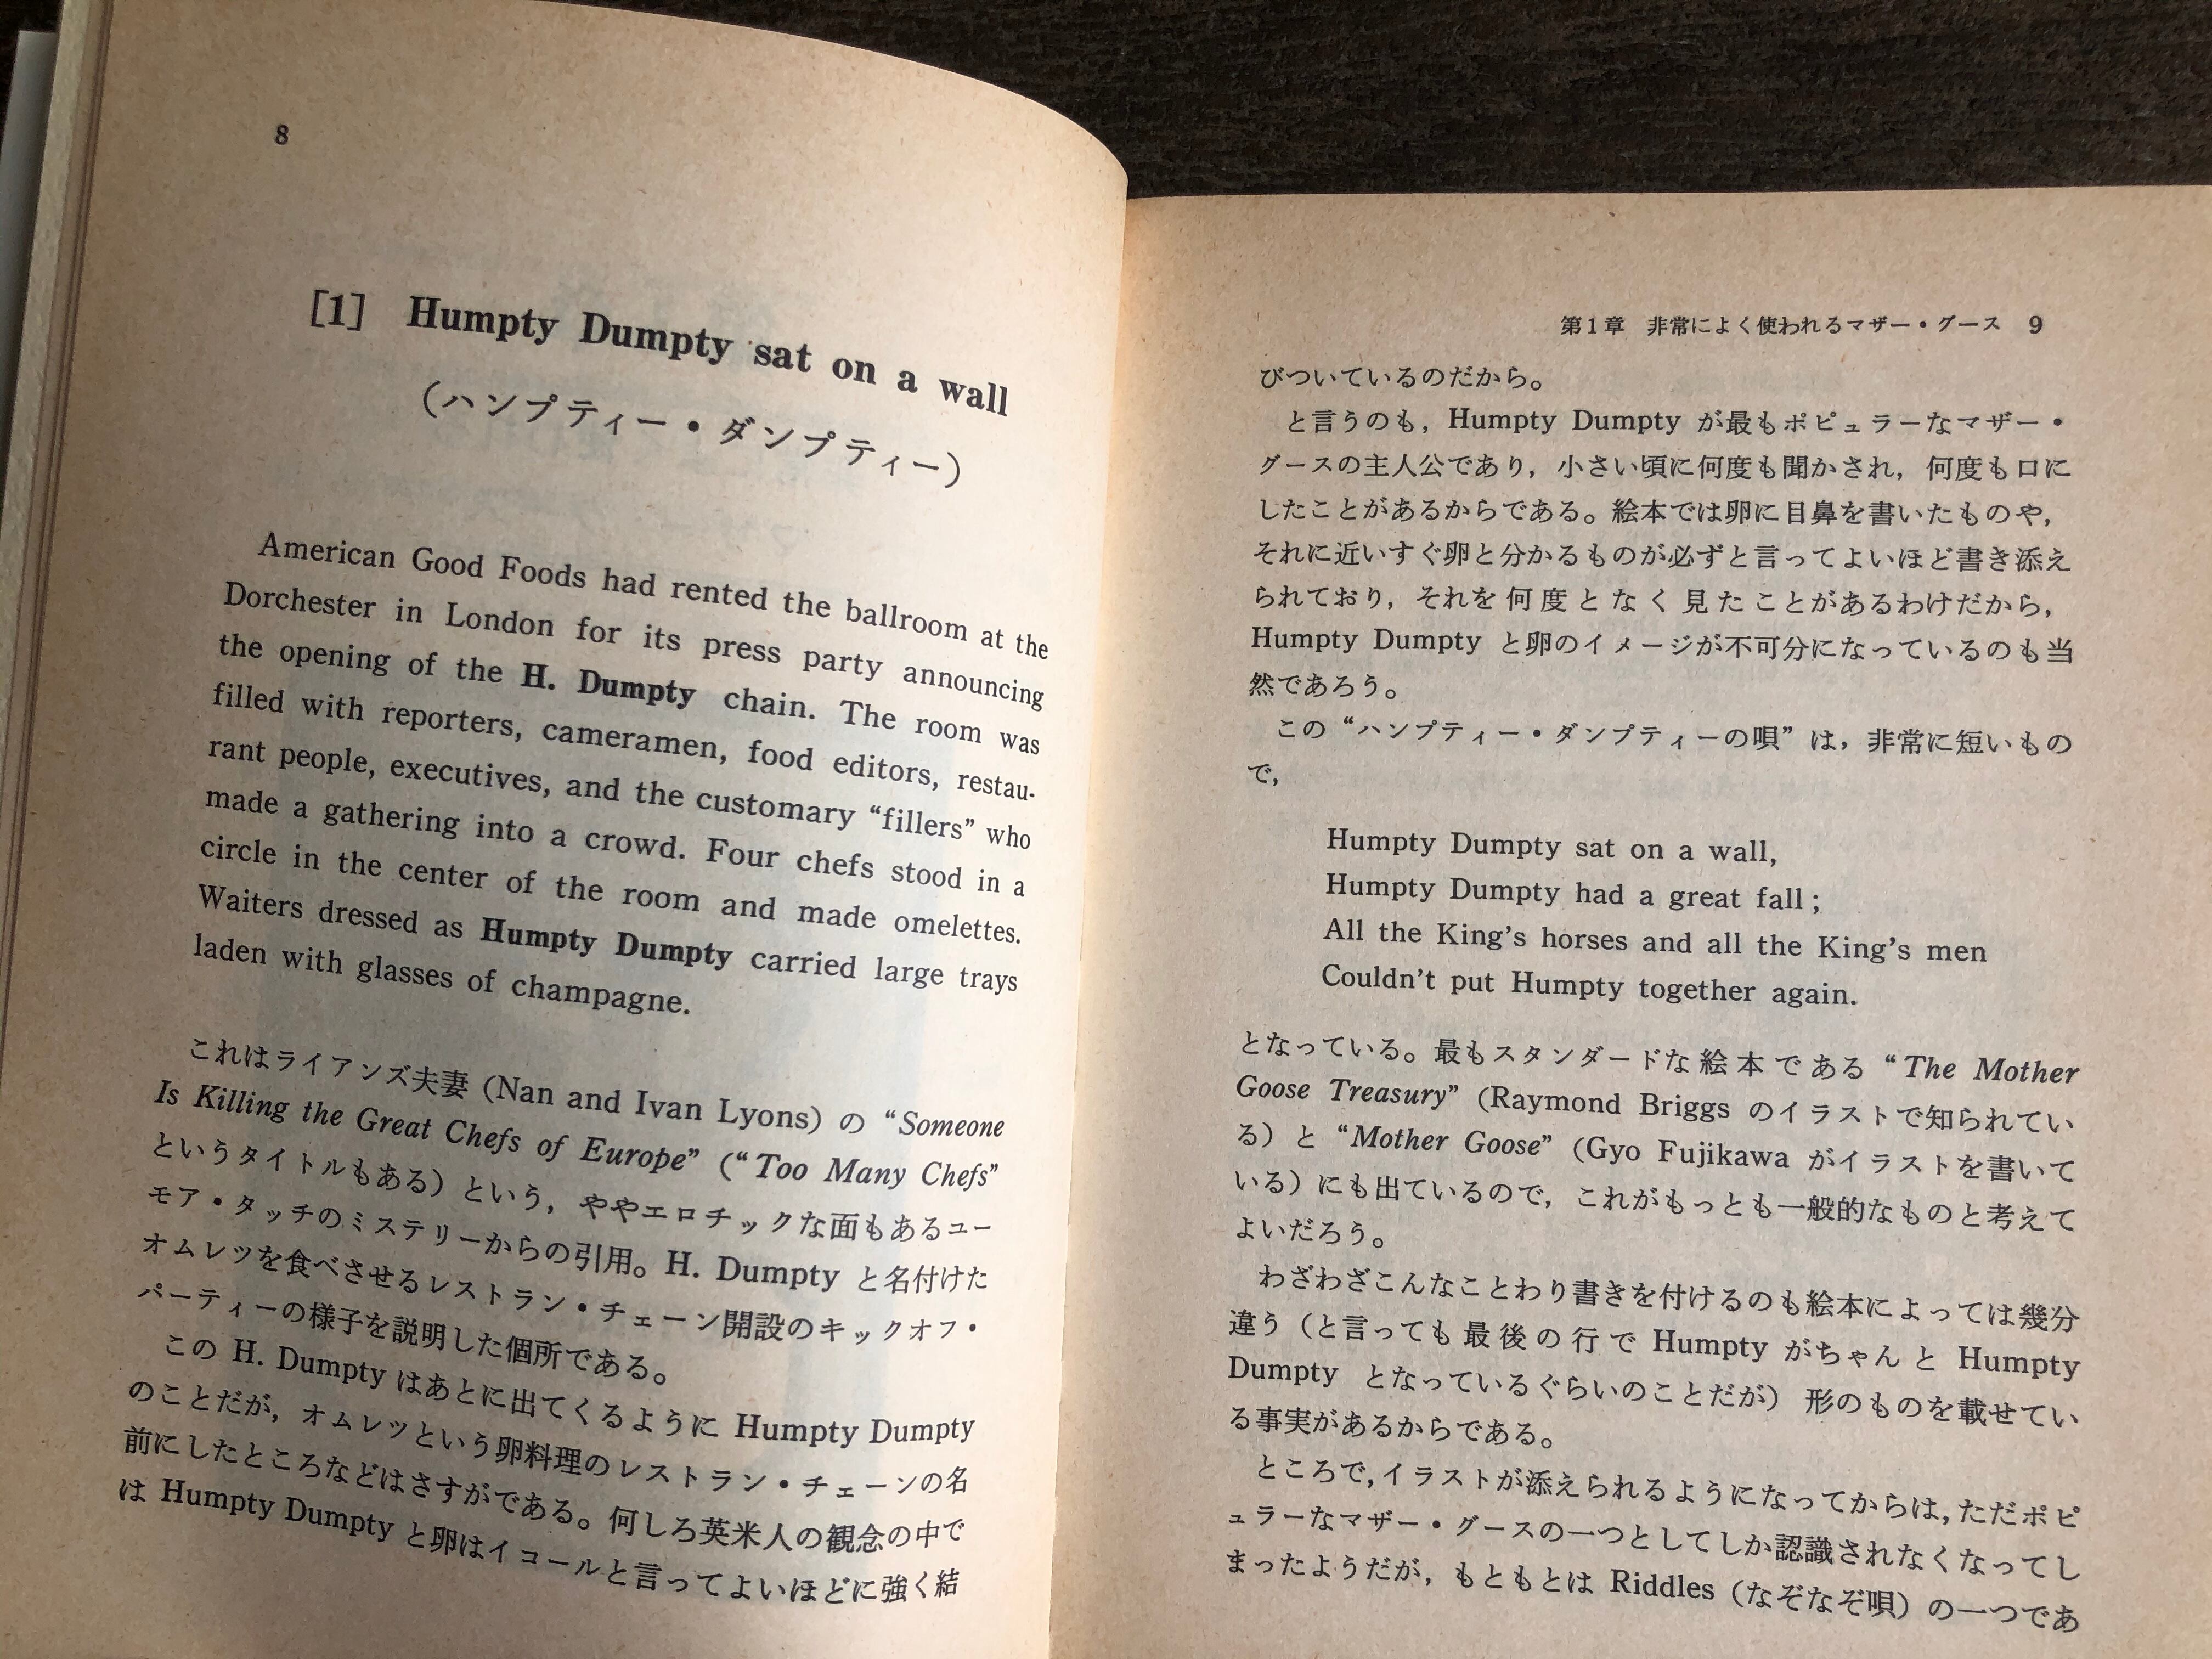 8
[1] Humpty Dumpty sat on a wall
（ハンプティー・ダンプティー）
American Good Foods had rented the ballroom at the
Dorchester in London for its press party announcing
the opening of the H. Dumpty chain. The room was
filled with reporters, cameramen, food editors, restau-
rant people, executives, and the customary “fillers” who
made a gathering into a crowd. Four chefs stood in a
circle in the center of the room and made omelettes.
Waiters dressed as Humpty Dumpty carried large trays
laden with glasses of champagne.
これはライアンズ夫妻 (Nan and Ivan Lyons) の “Someone
Is Killing the Great Chefs of Europe” (“Too Many Chefs”
というタイトルもある）という，ややエロチックな面もあるユー
モア・タッチのミステリーからの引用。H. Dumpty と名付けた
オムレツを食べさせるレストラン・チェーン開設のキックオフ・
パーティーの様子を説明した個所である。
この H. Dumpty はあとに出てくるように Humpty Dumpty
のことだが，オムレツという卵料理のレストラン・チェーンの名
前にしたところなどはさすがである。何しろ英米人の観念の中で
は Humpty Dumpty と卵はイコールと言ってよいほどに強く結
第1章 非常によく使われるマザー・グース 9
びついているのだから。
と言うのも，Humpty Dumpty が最もポピュラーなマザー・
グースの主人公であり，小さい頃に何度も聞かされ，何度も口に
したことがあるからである。絵本では卵に目鼻を書いたものや，
それに近いすぐ卵と分かるものが必ずと言ってよいほど書き添え
られており，それを何度となく見たことがあるわけだから，
Humpty Dumpty と卵のイメージが不可分になっているのも当
然であろう。
この“ハンプティー・ダンプティーの唄”は，非常に短いもの
で，
Humpty Dumpty sat on a wall,
Humpty Dumpty had a great fall;
All the King’s horses and all the King’s men
Couldn’t put Humpty together again.
となっている。最もスタンダードな絵本である “The Mother
Goose Treasury” (Raymond Briggs のイラストで知られてい
る）と “Mother Goose” (Gyo Fujikawa がイラストを書いて
いる）にも出ているので，これがもっとも一般的なものと考えて
よいだろう。
わざわざこんなことわり書きを付けるのも絵本によっては幾分
違う（と言っても最後の行で Humpty がちゃんと Humpty
Dumpty となっているぐらいのことだが） 形のものを載せてい
る事実があるからである。
ところで，イラストが添えられるようになってからは，ただポピ
ュラーなマザー・グースの一つとしてしか認識されなくなってし
まったようだが，もともとは Riddles（なぞなぞ唄）の一つであ